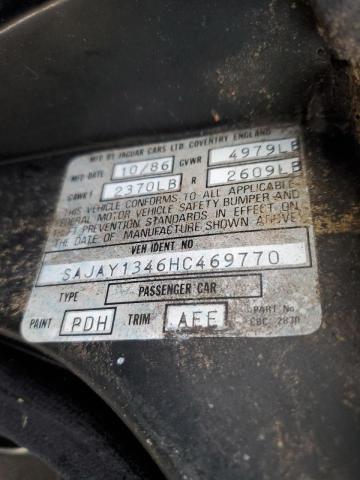 MFD BY JAGUAR CARS LTD. COVENTRY ENGLAND
MFD DATE 10/86 GVWR 4979LB
GAWR F 2370LB R 2609LB
THIS VEHICLE CONFORMS TO ALL APPLICABLE
FEDERAL MOTOR VEHICLE SAFETY, BUMPER AND
THEFT PREVENTION STANDARDS IN EFFECT ON
THE DATE OF MANUFACTURE SHOWN ABOVE
VEH IDENT NO
SAJAY1346HC469770
TYPE PASSENGER CAR
PAINT PDH TRIM AEE PART No
CBC 2870